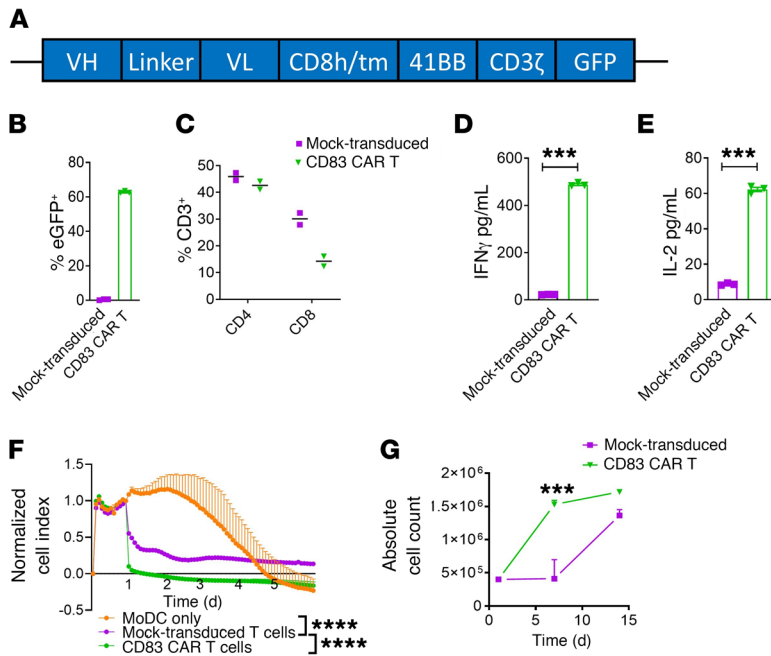 A
VH Linker VL CD8h/tm 41BB CD3ζ GFP
B
% eGFP⁺
80
60
40
20
0
Mock-transduced
CD83 CAR T
C
Mock-transduced
CD83 CAR T
% CD3⁺
50
40
30
20
10
0
CD4
CD8
D
***
IFNγ pg/mL
600
400
200
0
Mock-transduced
CD83 CAR T
E
***
IL-2 pg/mL
80
60
40
20
0
Mock-transduced
CD83 CAR T
F
Normalized
cell index
1.5
1.0
0.5
0.0
-0.5
1 2 3 4 5
Time (d)
MoDC only
Mock-transduced T cells
CD83 CAR T cells
****
****
G
Mock-transduced
CD83 CAR T
Absolute
cell count
2×10⁶
1.5×10⁶
1×10⁶
5×10⁵
0
***
0 5 10 15
Time (d)